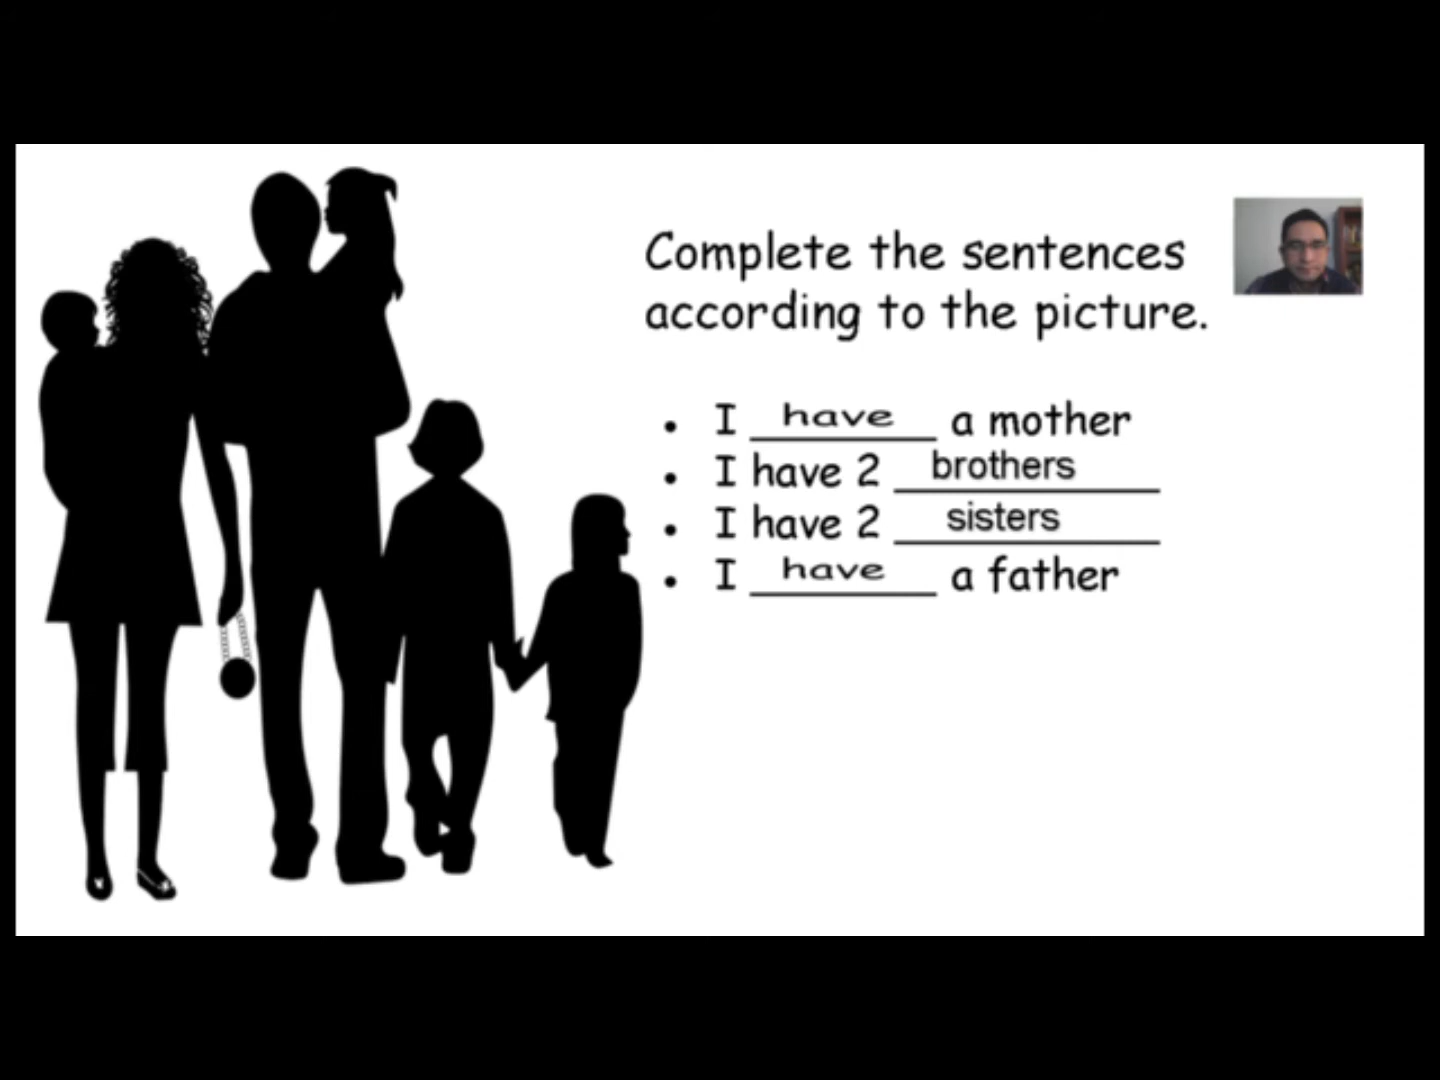 Complete the sentences
according to the picture.
• I have a mother
• I have 2 brothers
• I have 2 sisters
• I have a father